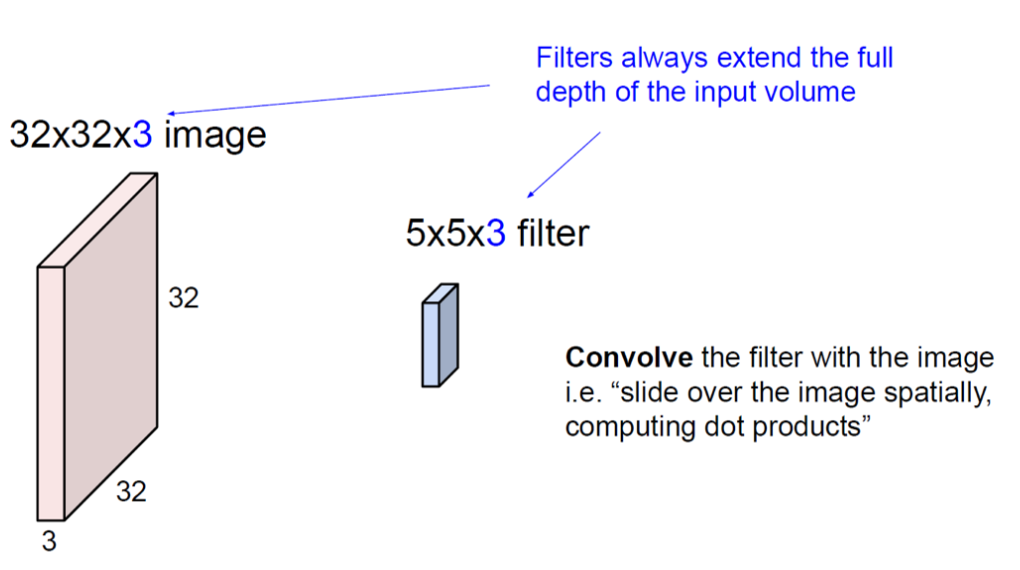 Filters always extend the full
depth of the input volume
32x32x3 image
5x5x3 filter
32
Convolve the filter with the image
i.e. “slide over the image spatially,
computing dot products”
32
3